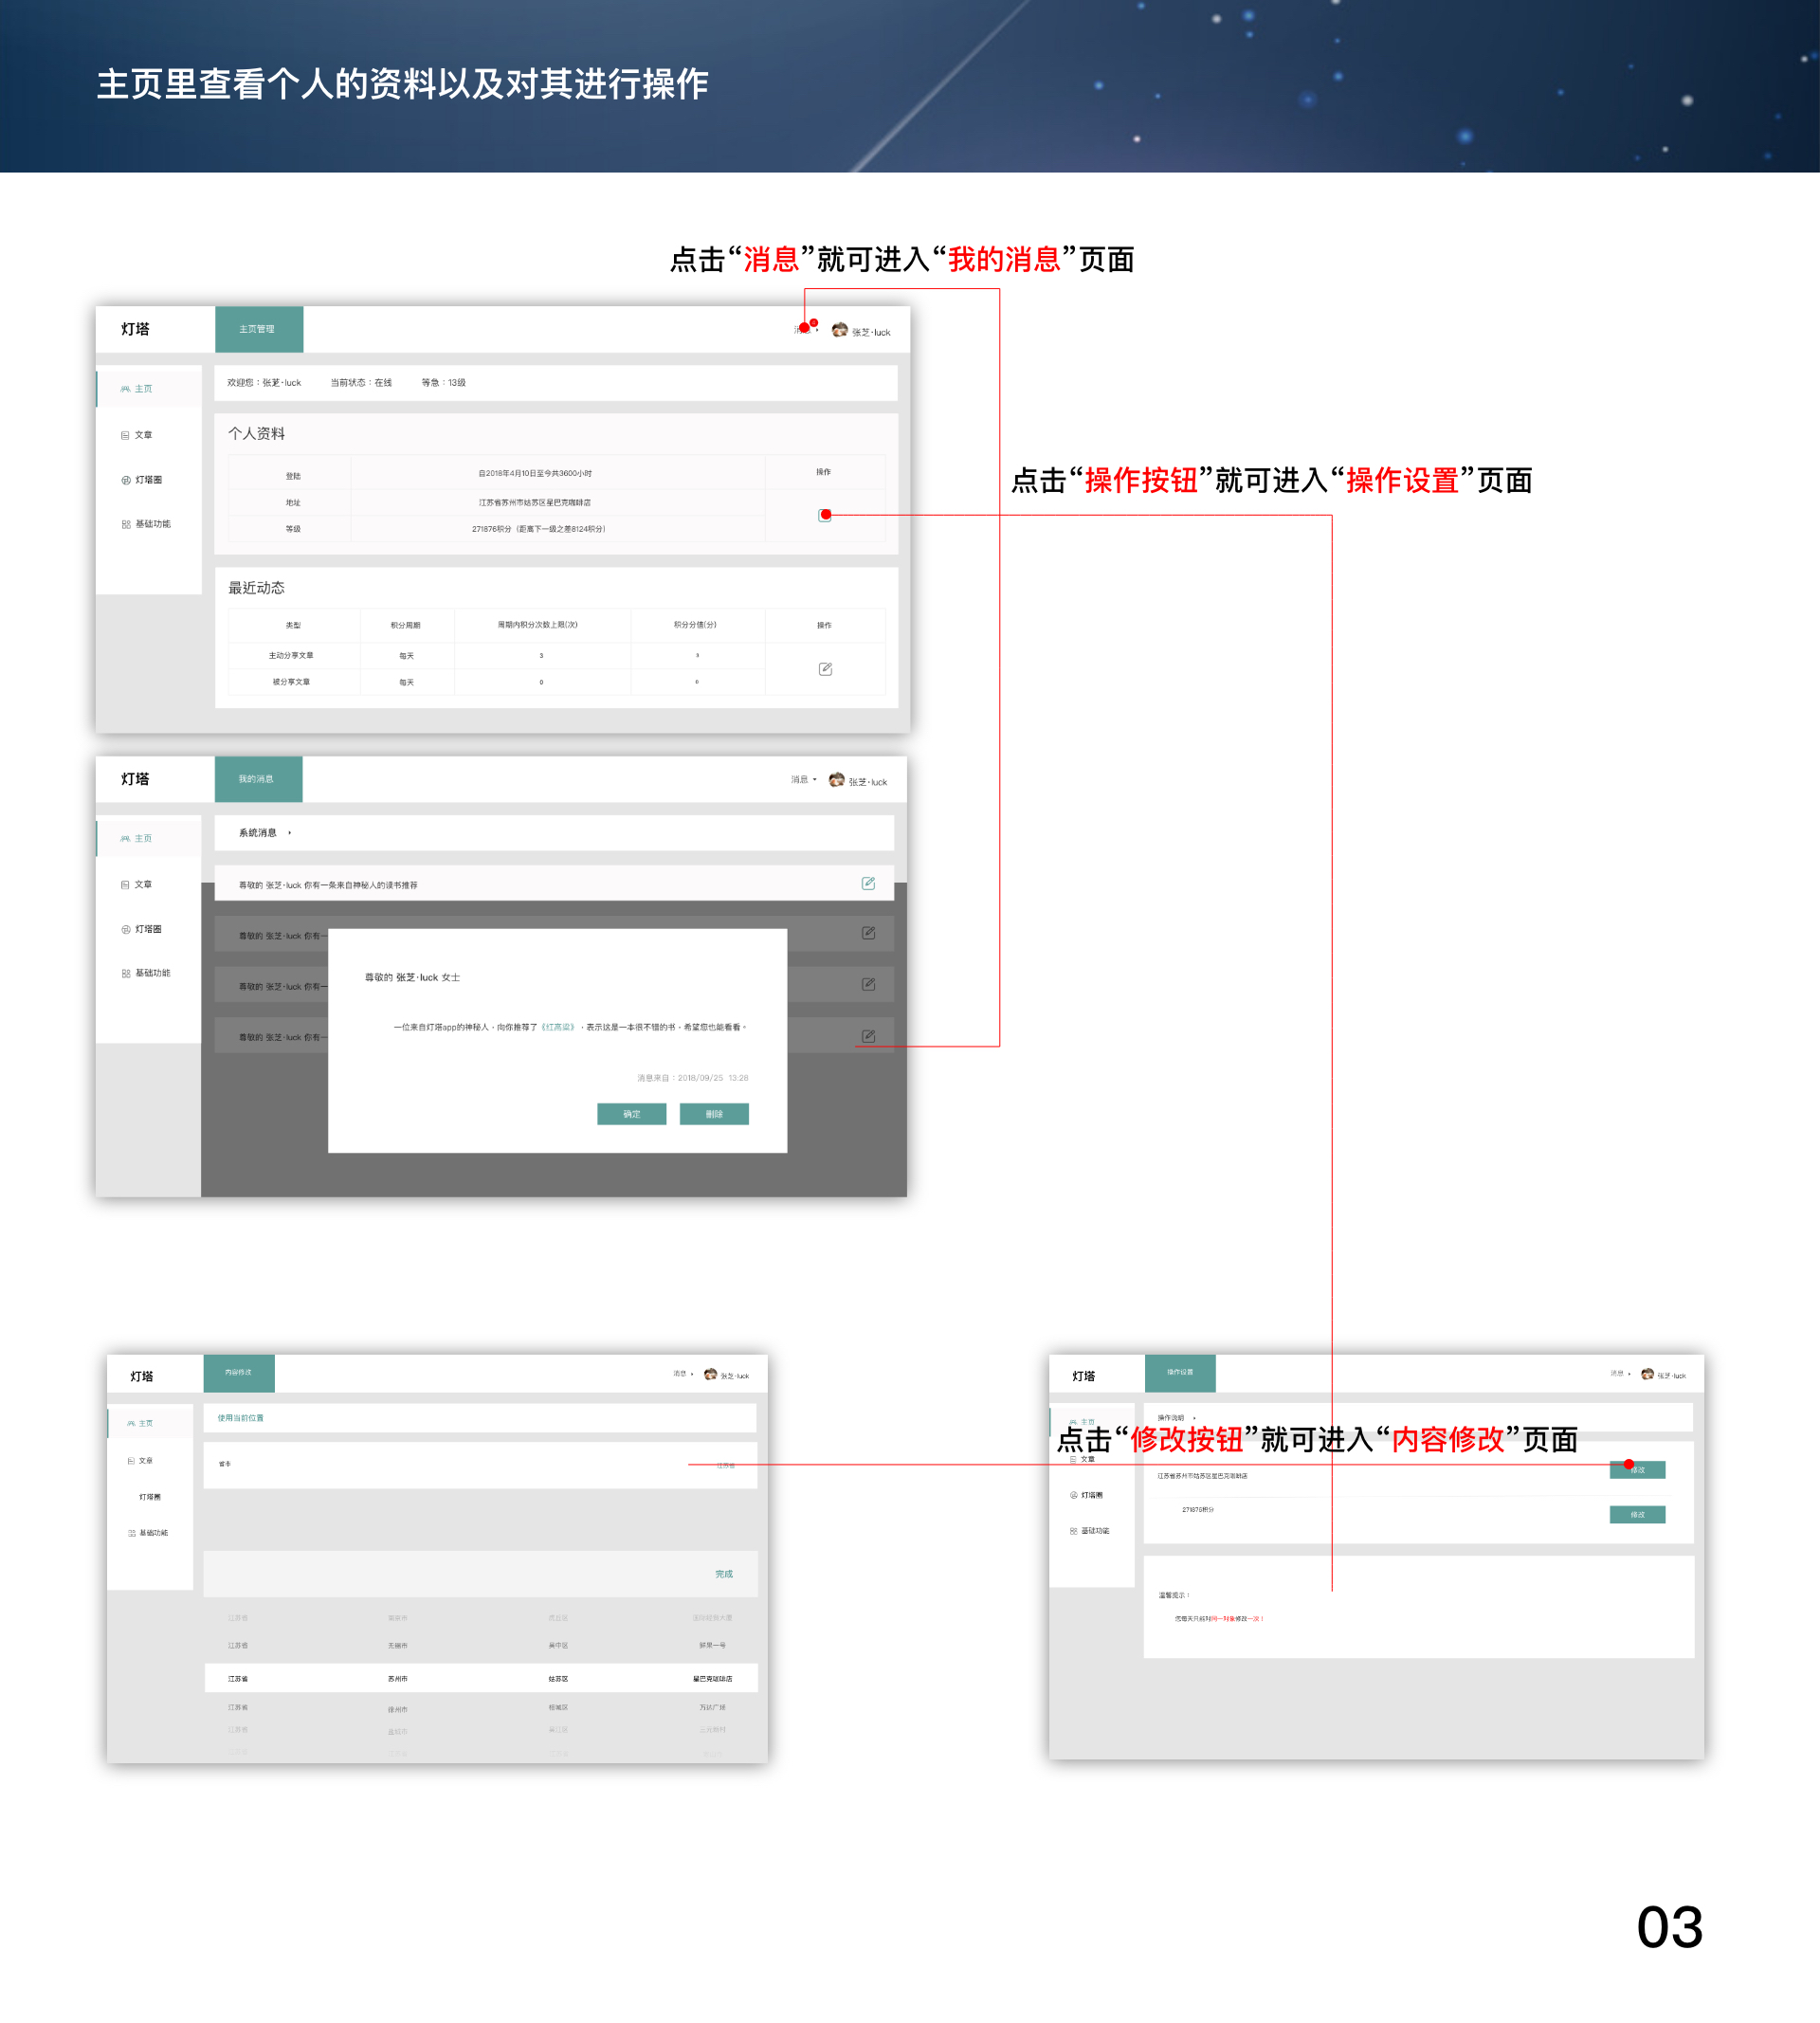 主页里查看个人的资料以及对其进行操作
点击“消息”就可进入“我的消息”页面
灯塔
主页管理
张芝·luck
主页
文章
灯塔圈
基础功能
欢迎您：张芝·luck 当前状态：在线 等急：13级
个人资料
登陆 自2018年4月10日至今共3600小时 操作
地址 江苏省苏州市姑苏区星巴克咖啡店
等级 271876积分（距离下一级之差8124积分）
点击“操作按钮”就可进入“操作设置”页面
最近动态
类型 积分周期 周期内积分次数上限(次) 积分分值(分) 操作
主动分享文章 每天 3 3
被分享文章 每天 0 0
灯塔
我的消息
消息
张芝·luck
主页
文章
灯塔圈
基础功能
系统消息
尊敬的 张芝·luck 你有一条来自神秘人的读书推荐
尊敬的 张芝·luck 你有一
尊敬的 张芝·luck 你有一
尊敬的 张芝·luck 你有一
尊敬的 张芝·luck 女士
一位来自灯塔app的神秘人，向你推荐了《红高粱》，表示这是一本很不错的书，希望您也能看看。
消息来自：2018/09/25 13:28
确定 删除
灯塔
内容修改
消息
张芝·luck
主页
文章
灯塔圈
基础功能
使用当前位置
省市
江苏省
完成
江苏省 无锡市 吴中区 鲜果一号
江苏省 苏州市 姑苏区 星巴克咖啡店
江苏省 徐州市 相城区 万达广场
江苏省 盐城市 吴江区
灯塔
操作设置
消息
张芝·luck
主页
操作说明
点击“修改按钮”就可进入“内容修改”页面
文章
灯塔圈
基础功能
江苏省苏州市姑苏区星巴克咖啡店
修改
271876积分
修改
温馨提示：
您每天只能对同一对象修改一次！
03